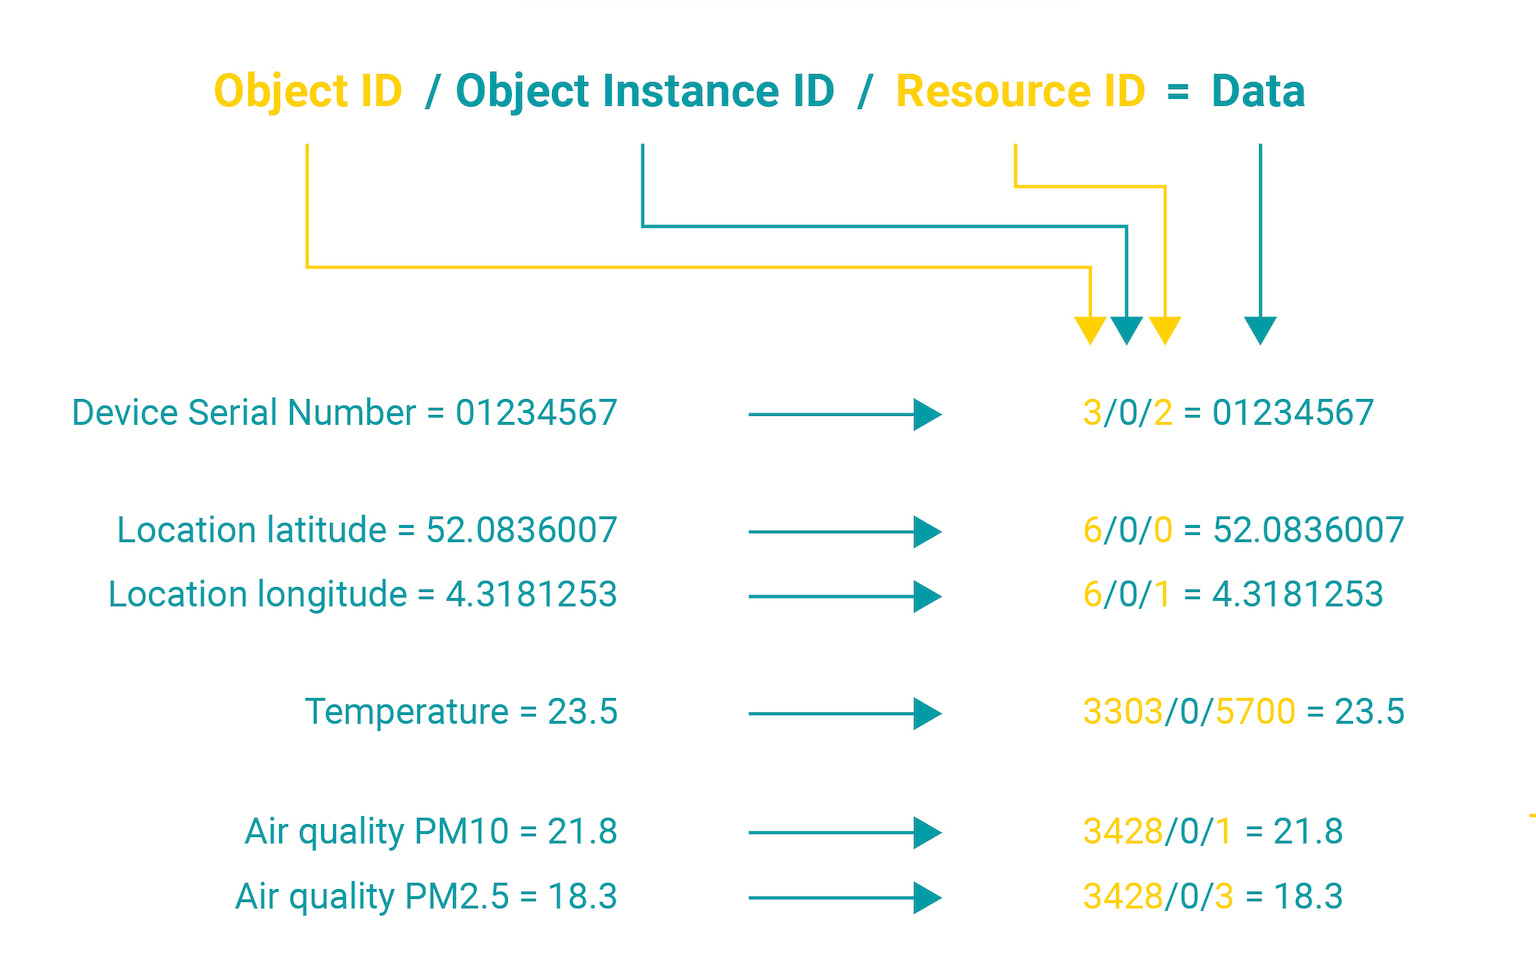 Object ID / Object Instance ID / Resource ID = Data
Device Serial Number = 01234567 3/0/2 = 01234567
Location latitude = 52.0836007 6/0/0 = 52.0836007
Location longitude = 4.3181253 6/0/1 = 4.3181253
Temperature = 23.5 3303/0/5700 = 23.5
Air quality PM10 = 21.8 3428/0/1 = 21.8
Air quality PM2.5 = 18.3 3428/0/3 = 18.3